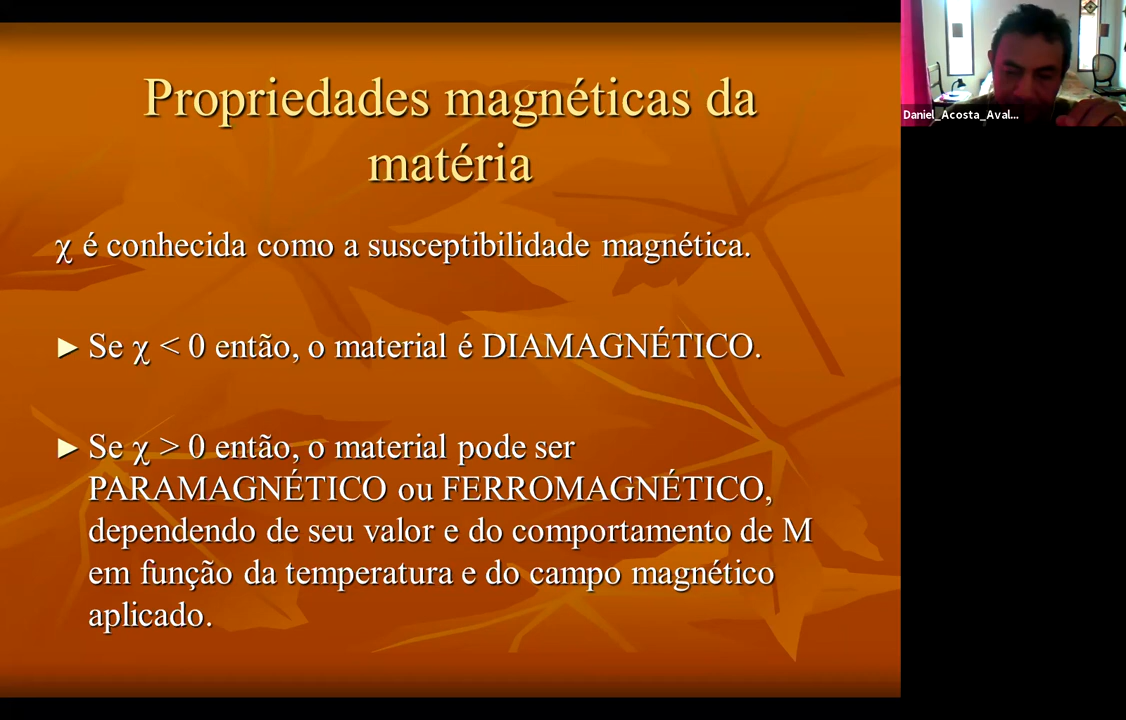 Propriedades magnéticas da
matéria
χ é conhecida como a susceptibilidade magnética.
► Se χ < 0 então, o material é DIAMAGNÉTICO.
► Se χ > 0 então, o material pode ser
PARAMAGNÉTICO ou FERROMAGNÉTICO,
dependendo de seu valor e do comportamento de M
em função da temperatura e do campo magnético
aplicado.
Daniel_Acosta_Aval...